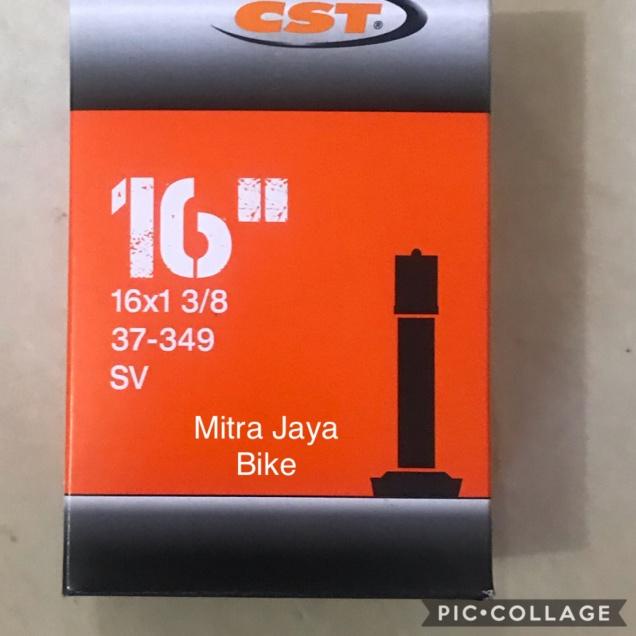 CST®
16"
16x1 3/8
37-349
SV
Mitra Jaya
Bike
PIC•COLLAGE